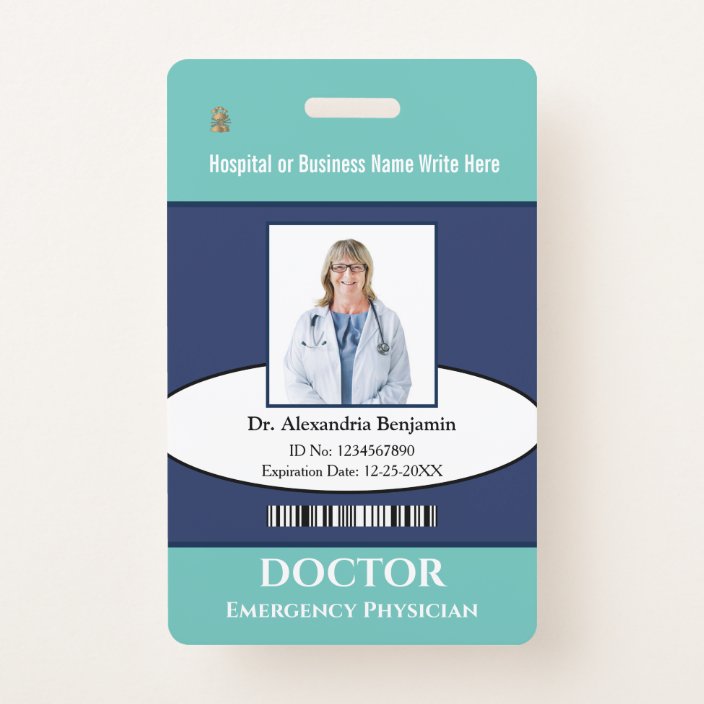 Hospital or Business Name Write Here
Dr. Alexandria Benjamin
ID No: 1234567890
Expiration Date: 12-25-20XX
DOCTOR
Emergency Physician